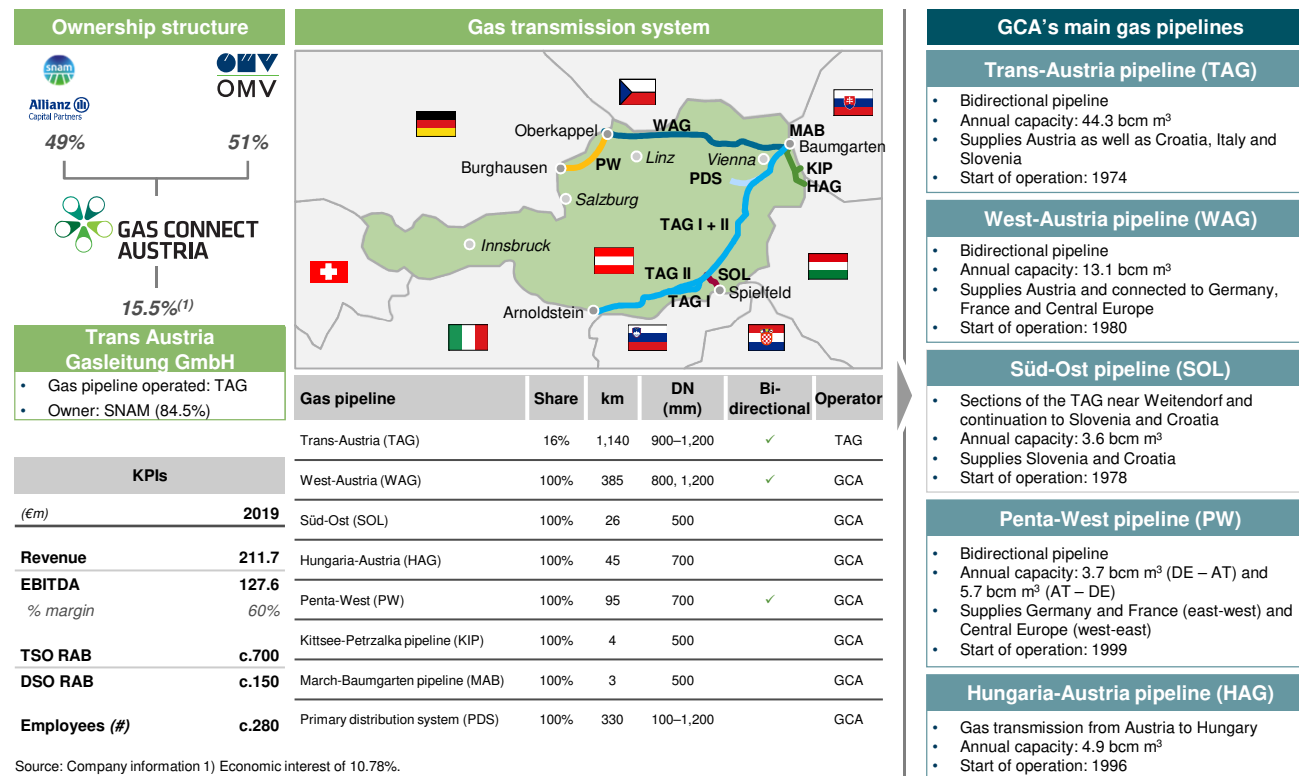 Ownership structure
snam
Allianz
Capital Partners
OMV
OMV
49%
51%
GAS CONNECT
AUSTRIA
15.5%(1)
Trans Austria
Gasleitung GmbH
• Gas pipeline operated: TAG
• Owner: SNAM (84.5%)
KPIs
(€m) 2019
Revenue 211.7
EBITDA 127.6
% margin 60%
TSO RAB c.700
DSO RAB c.150
Employees (#) c.280
Gas transmission system
Oberkappel
WAG
MAB
Baumgarten
Burghausen
PW
Linz
Vienna
KIP
PDS
HAG
Salzburg
TAG I + II
Innsbruck
TAG II
SOL
TAG I
Spielfeld
Arnoldstein
Gas pipeline Share km DN (mm) Bi-directional Operator
Trans-Austria (TAG) 16% 1,140 900–1,200 ✓ TAG
West-Austria (WAG) 100% 385 800, 1,200 ✓ GCA
Süd-Ost (SOL) 100% 26 500 GCA
Hungaria-Austria (HAG) 100% 45 700 GCA
Penta-West (PW) 100% 95 700 ✓ GCA
Kittsee-Petrzalka pipeline (KIP) 100% 4 500 GCA
March-Baumgarten pipeline (MAB) 100% 3 500 GCA
Primary distribution system (PDS) 100% 330 100–1,200 GCA
GCA's main gas pipelines
Trans-Austria pipeline (TAG)
• Bidirectional pipeline
• Annual capacity: 44.3 bcm m³
• Supplies Austria as well as Croatia, Italy and
Slovenia
• Start of operation: 1974
West-Austria pipeline (WAG)
• Bidirectional pipeline
• Annual capacity: 13.1 bcm m³
• Supplies Austria and connected to Germany,
France and Central Europe
• Start of operation: 1980
Süd-Ost pipeline (SOL)
• Sections of the TAG near Weitendorf and
continuation to Slovenia and Croatia
• Annual capacity: 3.6 bcm m³
• Supplies Slovenia and Croatia
• Start of operation: 1978
Penta-West pipeline (PW)
• Bidirectional pipeline
• Annual capacity: 3.7 bcm m³ (DE – AT) and
5.7 bcm m³ (AT – DE)
• Supplies Germany and France (east-west) and
Central Europe (west-east)
• Start of operation: 1999
Hungaria-Austria pipeline (HAG)
• Gas transmission from Austria to Hungary
• Annual capacity: 4.9 bcm m³
• Start of operation: 1996
Source: Company information 1) Economic interest of 10.78%.